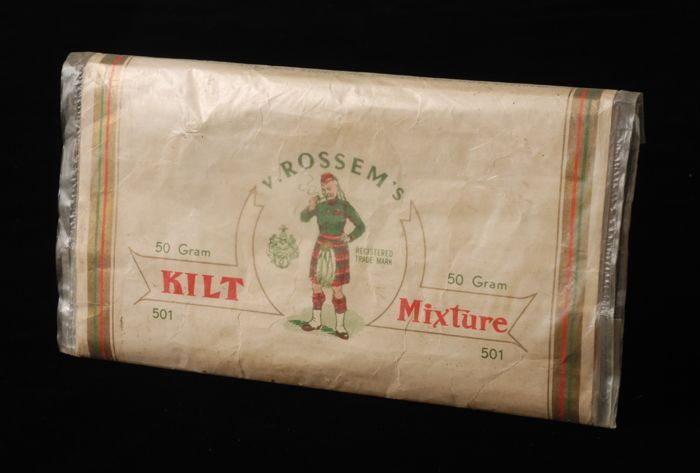 V. ROSSEM's
REGISTERED
TRADE MARK
50 Gram
KILT
501
50 Gram
Mixture
501